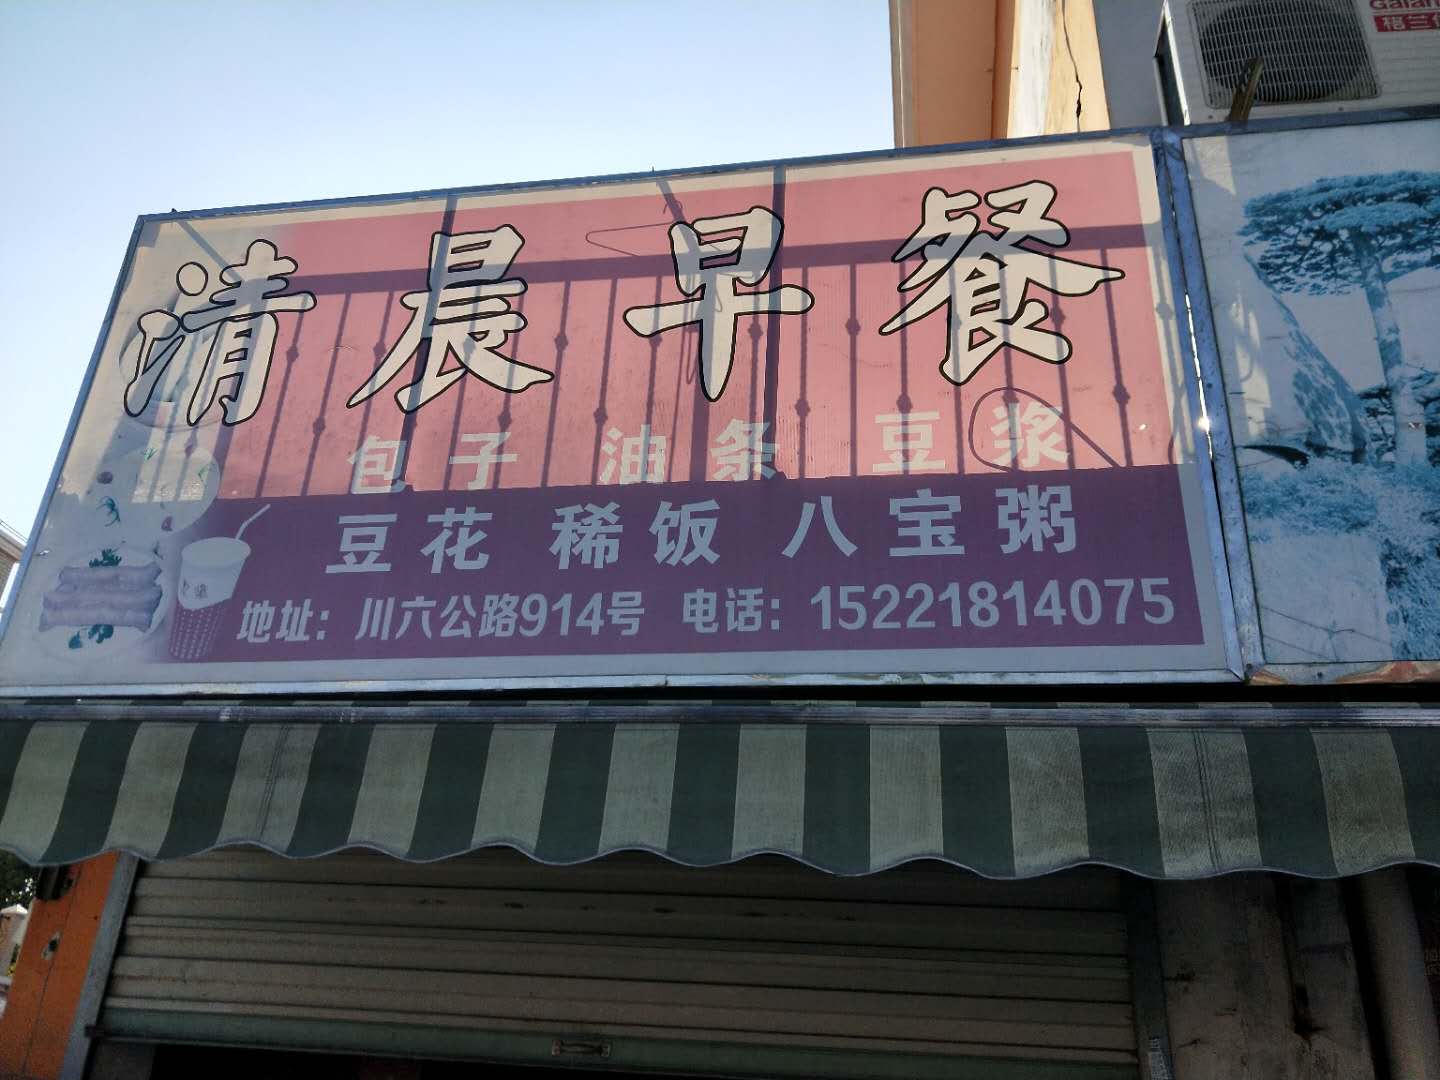 清晨早餐
包子 油条 豆浆
豆花 稀饭 八宝粥
地址：川六公路914号 电话：15221814075